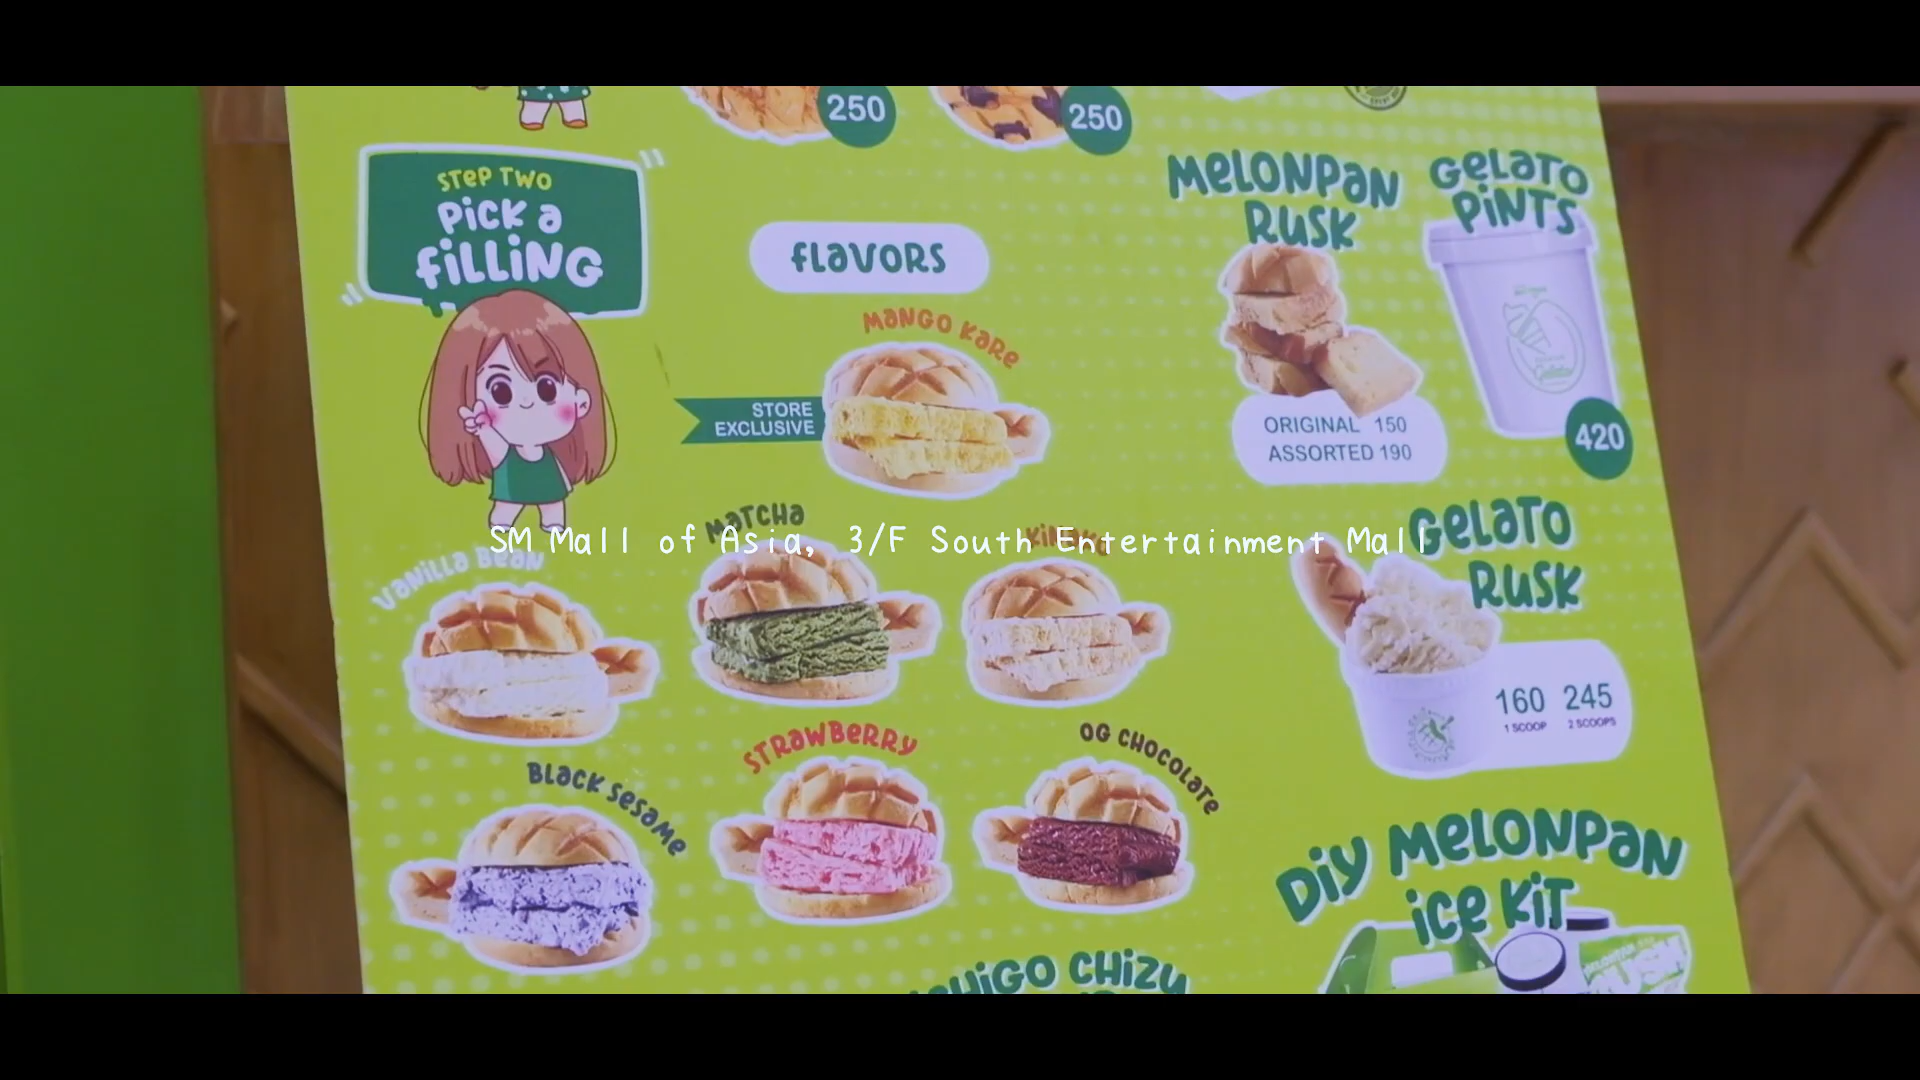 250
250
STEP TWO
PICK A
FILLING
FLAVORS
MELONPAN
RUSK
GELATO
PINTS
MANGO KARE
STORE
EXCLUSIVE
ORIGINAL 150
ASSORTED 190
420
MATCHA
SM Mall of Asia, 3/F South Entertainment Mall
VANILLA BEAN
GELATO
RUSK
160 245
1 SCOOP 2 SCOOPS
STRAWBERRY
OG CHOCOLATE
BLACK SESAME
DIY MELONPAN
ICE KIT
CHIZU